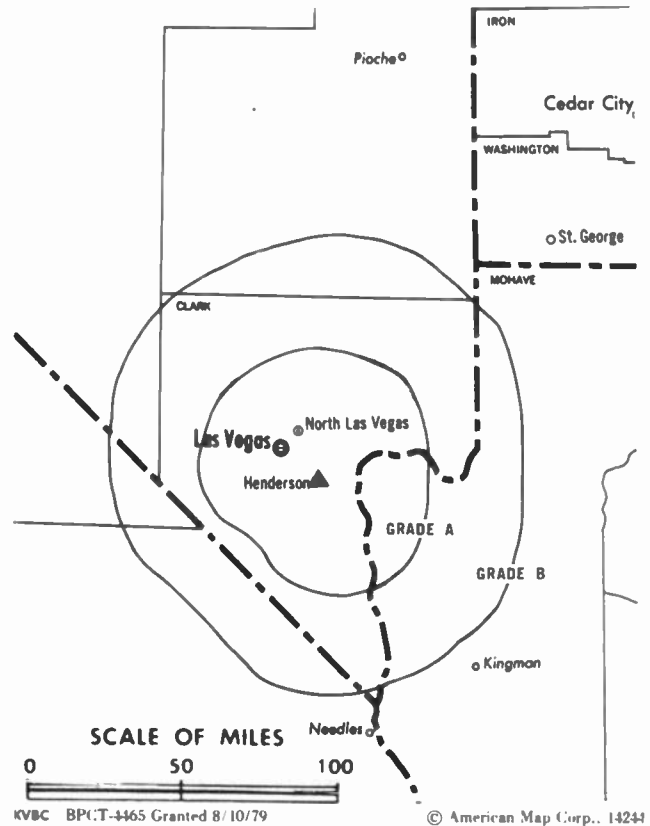 IRON
Pioche
Cedar City
WASHINGTON
St. George
MOHAVE
CLARK
North Las Vegas
Las Vegas
Henderson
GRADE A
GRADE B
Kingman
Needles
SCALE OF MILES
0 50 100
KVBC BPCT-4465 Granted 8/10/79
© American Map Corp., 14244